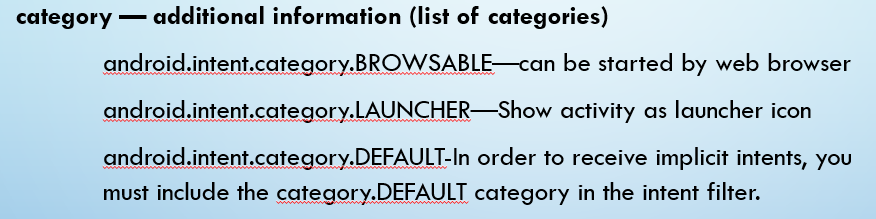 category — additional information (list of categories)
android.intent.category.BROWSABLE—can be started by web browser
android.intent.category.LAUNCHER—Show activity as launcher icon
android.intent.category.DEFAULT-In order to receive implicit intents, you
must include the category.DEFAULT category in the intent filter.